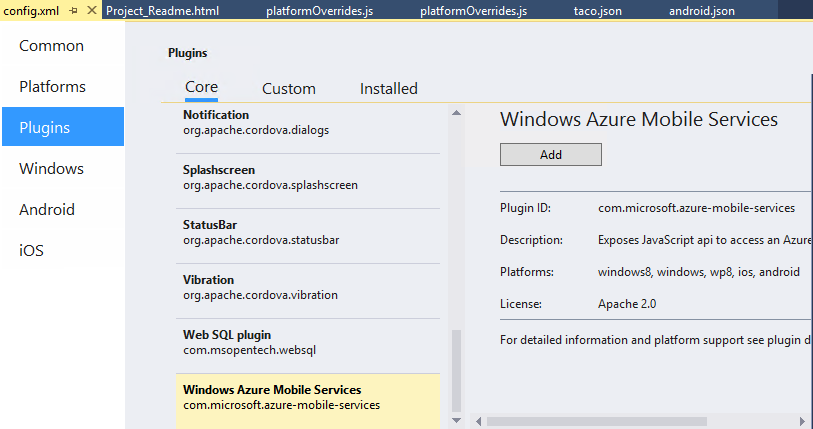 config.xml Project_Readme.html platformOverrides.js platformOverrides.js taco.json android.json
Common
Platforms
Plugins
Windows
Android
iOS
Plugins
Core Custom Installed
Notification
org.apache.cordova.dialogs
Splashscreen
org.apache.cordova.splashscreen
StatusBar
org.apache.cordova.statusbar
Vibration
org.apache.cordova.vibration
Web SQL plugin
com.msopentech.websql
Windows Azure Mobile Services
com.microsoft.azure-mobile-services
Windows Azure Mobile Services
Add
Plugin ID: com.microsoft.azure-mobile-services
Description: Exposes JavaScript api to access an Azure
Platforms: windows8, windows, wp8, ios, android
License: Apache 2.0
For detailed information and platform support see plugin d